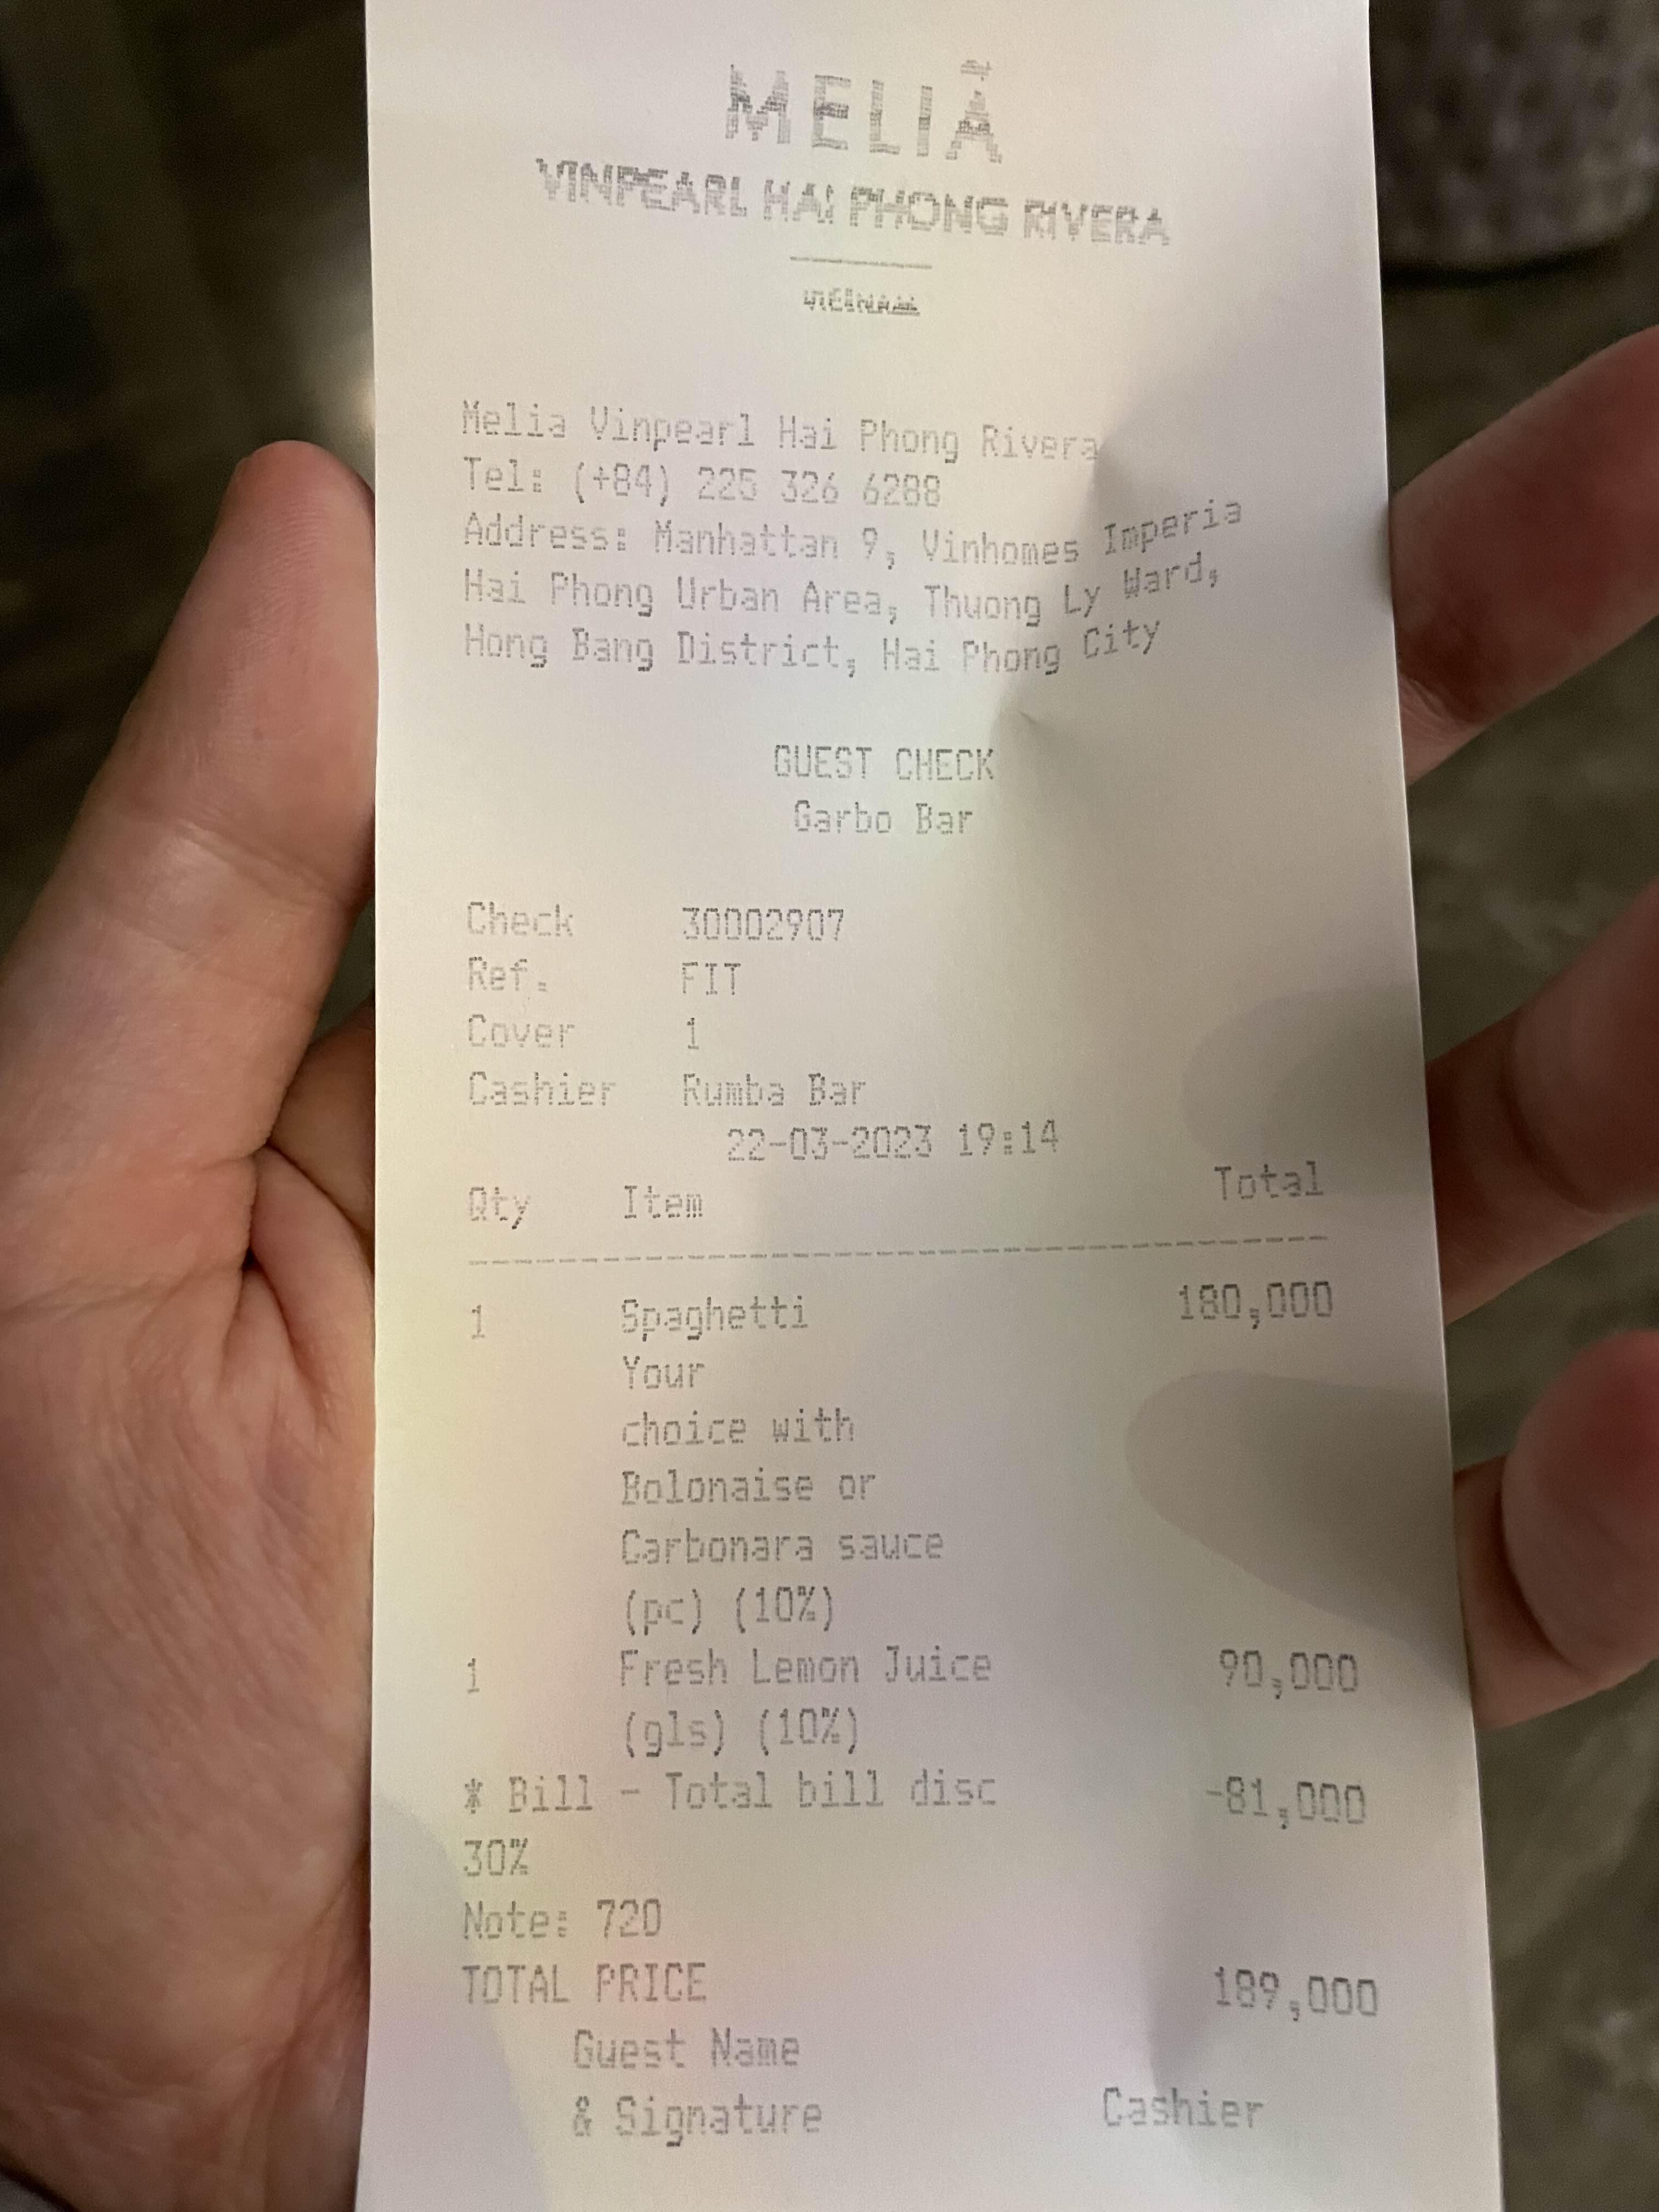 MELIÃ
VINPEARL HAI PHONG RIVERA
VIETNAM
Melia Vinpearl Hai Phong Rivera
Tel: (+84) 225 326 6288
Address: Manhattan 9, Vinhomes Imperia
Hai Phong Urban Area, Thuong Ly Ward,
Hong Bang District, Hai Phong City
GUEST CHECK
Garbo Bar
Check 30002907
Ref. FIT
Cover 1
Cashier Rumba Bar
22-03-2023 19:14
Qty Item Total
1 Spaghetti 180,000
Your
choice with
Bolonaise or
Carbonara sauce
(pc) (10%)
1 Fresh Lemon Juice 90,000
(gls) (10%)
* Bill - Total bill disc -81,000
30%
Note: 720
TOTAL PRICE 189,000
Guest Name
& Signature Cashier